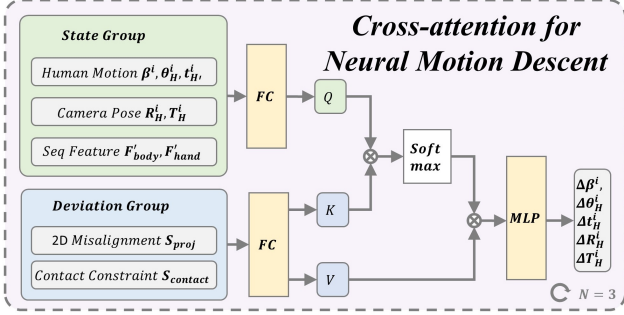 Cross-attention for
Neural Motion Descent
State Group
Human Motion β^i, θ_H^i, t_H^i,
Camera Pose R_H^i, T_H^i
Seq Feature F'_body, F'_hand
FC
Q
Soft
max
Deviation Group
2D Misalignment S_proj
Contact Constraint S_contact
FC
K
V
MLP
Δβ^i,
Δθ_H^i
Δt_H^i
ΔR_H^i
ΔT_H^i
N = 3